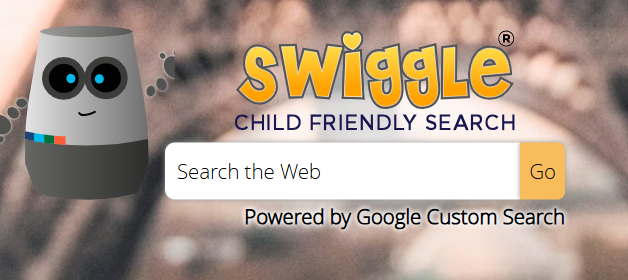 swiggle®
CHILD FRIENDLY SEARCH
Search the Web
Go
Powered by Google Custom Search